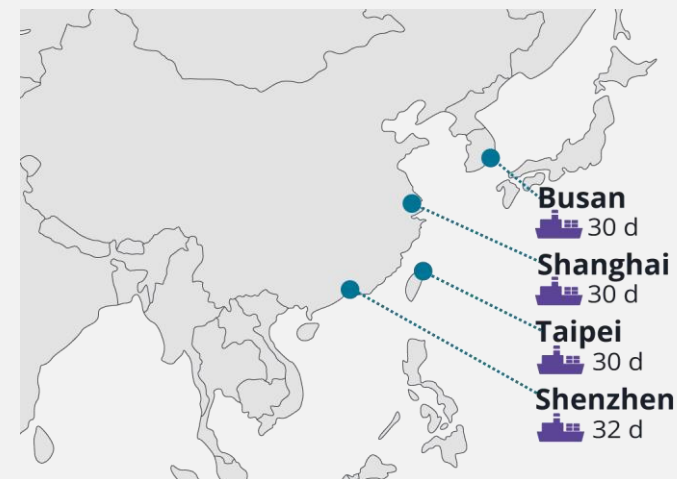 Busan
30 d
Shanghai
30 d
Taipei
30 d
Shenzhen
32 d